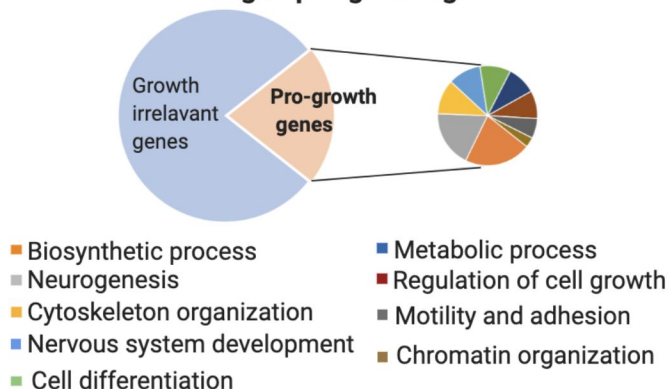 Growth
irrelavant
genes
Pro-growth
genes
Biosynthetic process
Neurogenesis
Cytoskeleton organization
Nervous system development
Cell differentiation
Metabolic process
Regulation of cell growth
Motility and adhesion
Chromatin organization